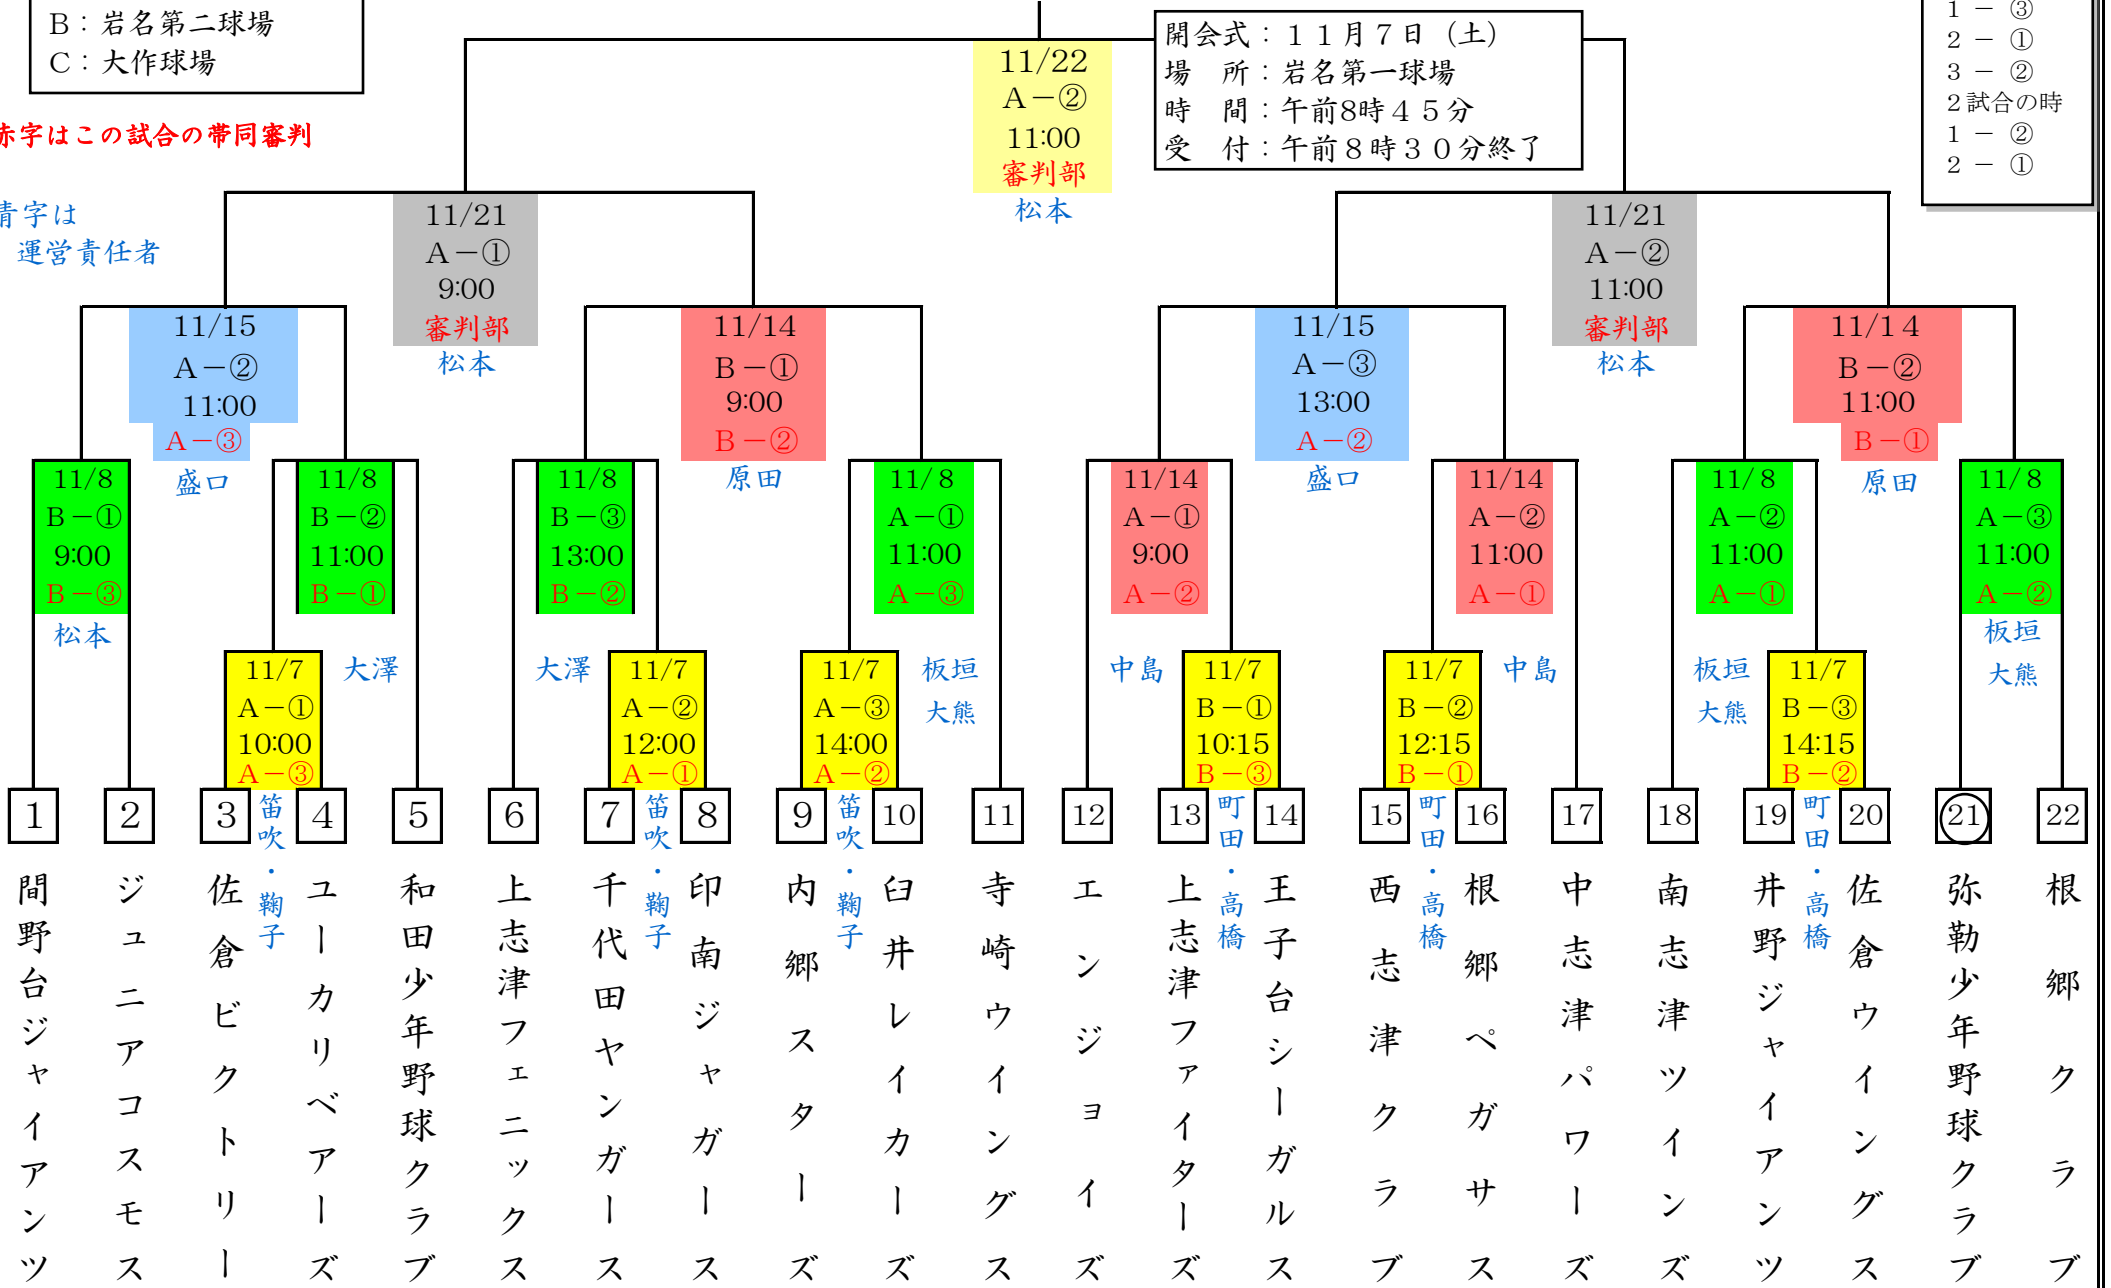 B：岩名第二球場
C：大作球場
赤字はこの試合の帯同審判
青字は
運営責任者
開会式：１１月７日（土）
場　所：岩名第一球場
時　間：午前8時４５分
受　付：午前８時３０分終了
1 － ③
2 － ①
3 － ②
2試合の時
1 － ②
2 － ①
11/22
A－②
11:00
審判部
松本
11/21
A－①
9:00
審判部
松本
11/21
A－②
11:00
審判部
松本
11/15
A－②
11:00
A－③
盛口
11/14
B－①
9:00
B－②
原田
11/15
A－③
13:00
A－②
盛口
11/14
B－②
11:00
B－①
原田
11/8
B－①
9:00
B－③
松本
11/8
B－②
11:00
B－①
大澤
11/8
B－③
13:00
B－②
大澤
11/8
A－①
11:00
A－③
板垣
大熊
11/14
A－①
9:00
A－②
中島
11/14
A－②
11:00
A－①
中島
11/8
A－②
11:00
A－①
板垣
大熊
11/8
A－③
11:00
A－②
板垣
大熊
11/7
A－①
10:00
A－③
笛吹・鞠子
11/7
A－②
12:00
A－①
笛吹・鞠子
11/7
A－③
14:00
A－②
笛吹・鞠子
11/7
B－①
10:15
B－③
町田・高橋
11/7
B－②
12:15
B－①
町田・高橋
11/7
B－③
14:15
B－②
町田・高橋
1
間野台ジャイアンツ
2
ジュニアコスモス
3
佐倉ビクトリー
4
ユーカリベアーズ
5
和田少年野球クラブ
6
上志津フェニックス
7
千代田ヤンガース
8
印南ジャガース
9
内郷スターズ
10
臼井レイカーズ
11
寺崎ウイングス
12
エンジョイズ
13
上志津ファイターズ
14
王子台シーガルス
15
西志津クラブ
16
根郷ペガサス
17
中志津パワーズ
18
南志津ツインズ
19
井野ジャイアンツ
20
佐倉ウイングス
21
弥勒少年野球クラブ
22
根郷クラブ